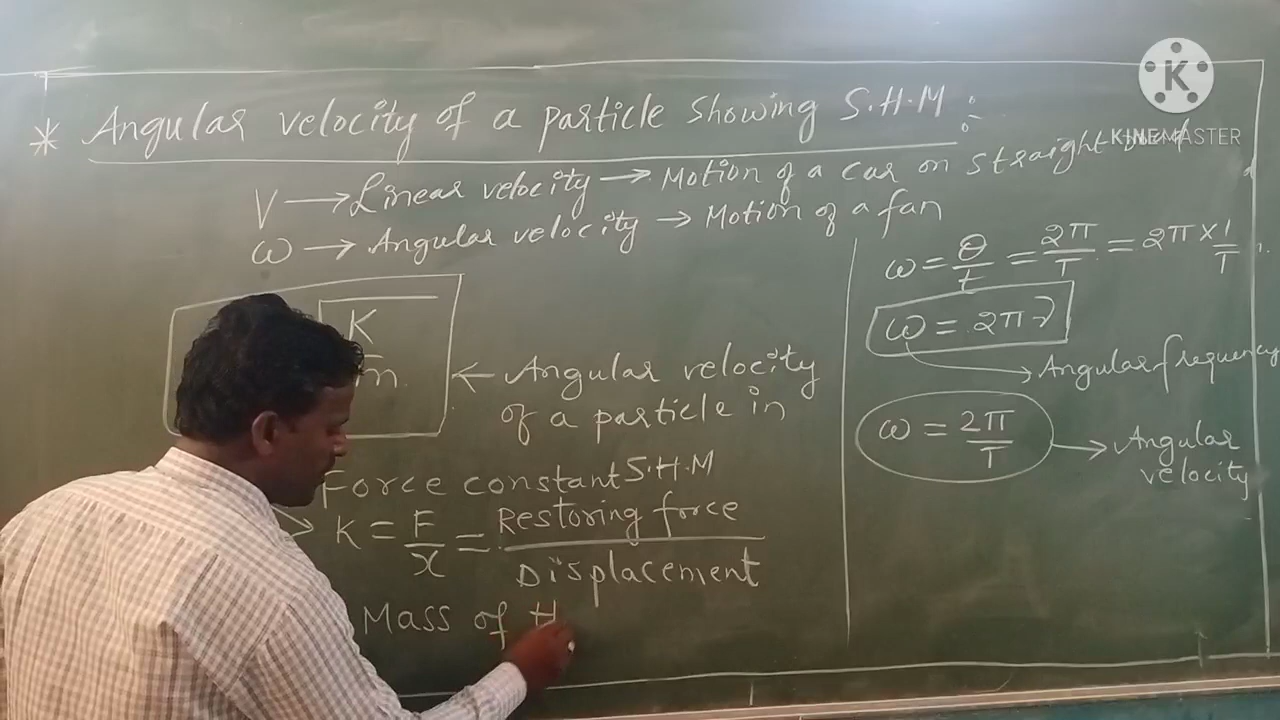 * Angular velocity of a particle showing S.H.M :-
V → Linear velocity → Motion of a car on straight
ω → Angular velocity → Motion of a fan
K
m
← Angular velocity
of a particle in
S.H.M
Force constant
K = F/x = Restoring force/Displacement
Mass of
ω = θ/t = 2π/T = 2π × 1/T
ω = 2πν
Angular frequency
ω = 2π/T → Angular
velocity
K
KINEMASTER